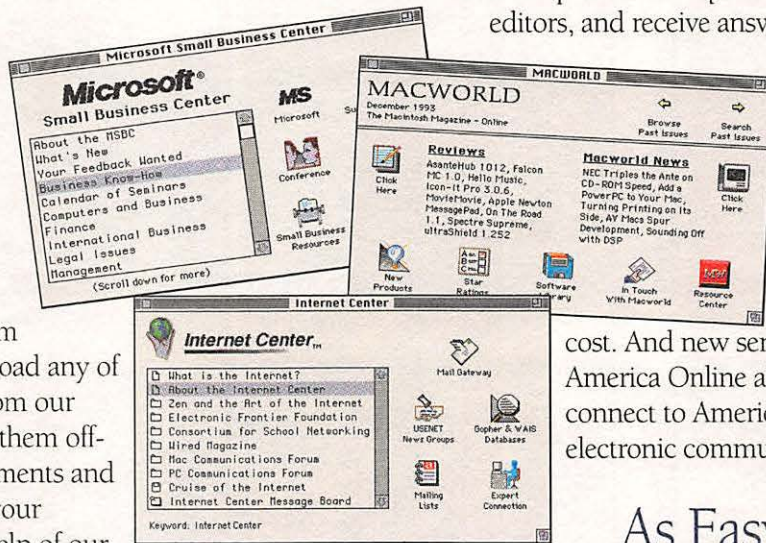 editors, and receive answ
Microsoft Small Business Center
Microsoft®
Small Business Center
About the MSBC
What's New
Your Feedback Wanted
Business Know-How
Calendar of Seminars
Computers and Business
Finance
International Business
Legal Issues
Management
(Scroll down for more)
MS
Microsoft
Su
Conference
Small Business
Resources
MACWORLD
MACWORLD
December 1993
The Macintosh Magazine - Online
Browse
Past Issues
Search
Past Issues
Click
Here
Reviews
AsanteHub 1012, Falcon
MC 1.0, Hello Music,
Icon-It Pro 3.0.6,
MovieMovie, Apple Newton
MessagePad, On The Road
1.1, Spectre Supreme,
ultraShield 1.252
Macworld News
NEC Triples the Ante on
CD-ROM Speed, Add a
PowerPC to Your Mac,
Turning Printing on Its
Side, AV Macs Spur
Development, Sounding Off
with DSP
Click
Here
New
Products
Star
Ratings
Software
Library
In Touch
With Macworld
Resource
Center
m
oad any of
om our
them off-
ments and
your
elp of our
Internet Center
Internet Center™
What is the Internet?
About the Internet Center
Zen and the Art of the Internet
Electronic Frontier Foundation
Consortium for School Networking
Wired Magazine
Mac Communications Forum
PC Communications Forum
Cruise of the Internet
Internet Center Message Board
Keyword: Internet Center
Mail Gateway
USENET
News Groups
Gopher & WAIS
Databases
Mailing
Lists
Expert
Connection
cost. And new ser
America Online a
connect to Americ
electronic commu
As Easy